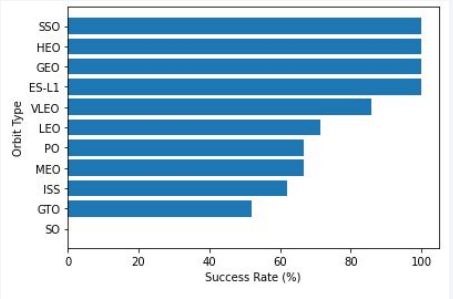 SSO
HEO
GEO
ES-L1
VLEO
LEO
PO
MEO
ISS
GTO
SO
Orbit Type
0 20 40 60 80 100
Success Rate (%)